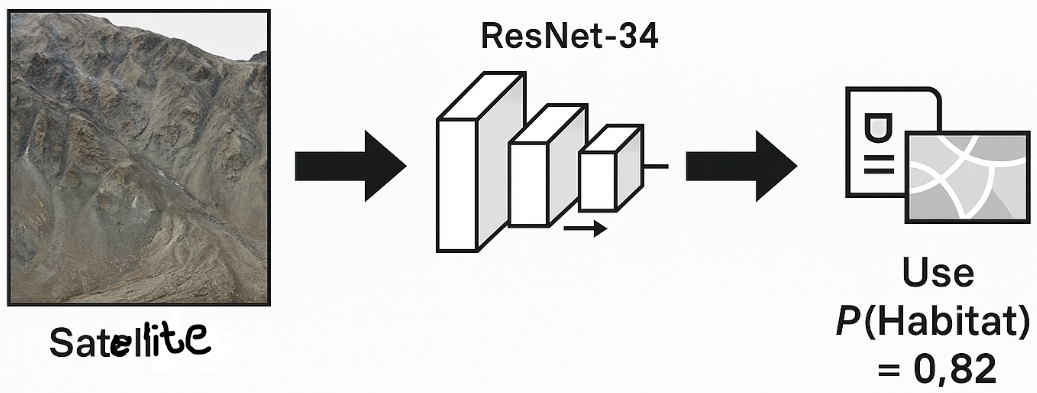 ResNet-34
Satellite
Use
P(Habitat)
= 0,82